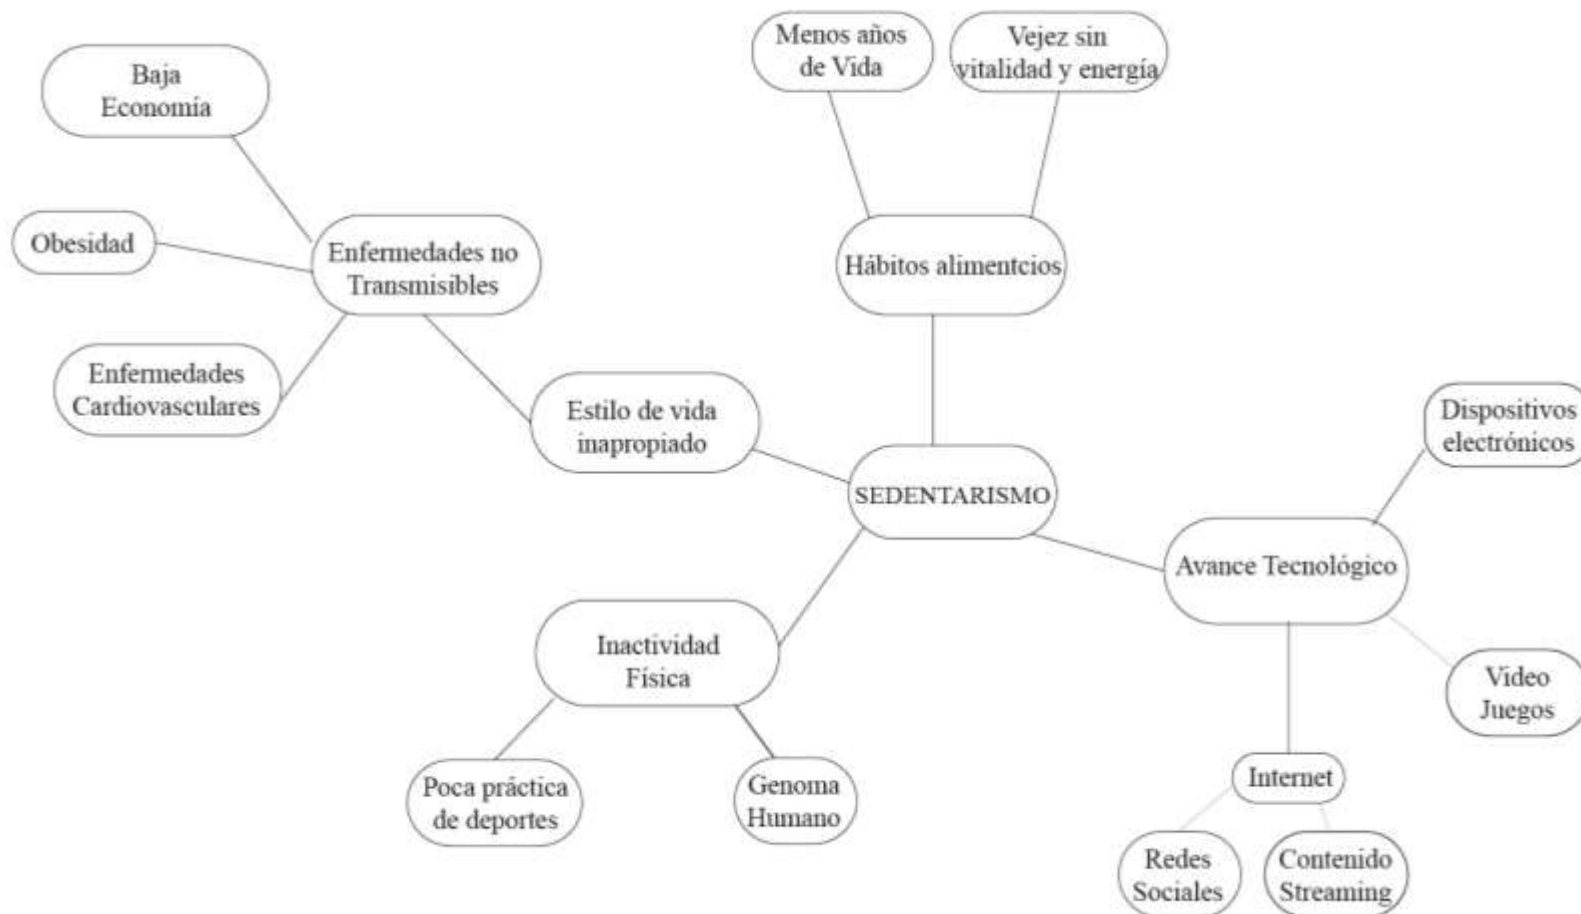 Menos años
de Vida
Vejez sin
vitalidad y energía
Baja
Economía
Obesidad
Enfermedades no
Transmisibles
Hábitos alimentcios
Enfermedades
Cardiovasculares
Estilo de vida
inapropiado
Dispositivos
electrónicos
SEDENTARISMO
Avance Tecnológico
Inactividad
Física
Video
Juegos
Poca práctica
de deportes
Genoma
Humano
Internet
Redes
Sociales
Contenido
Streaming